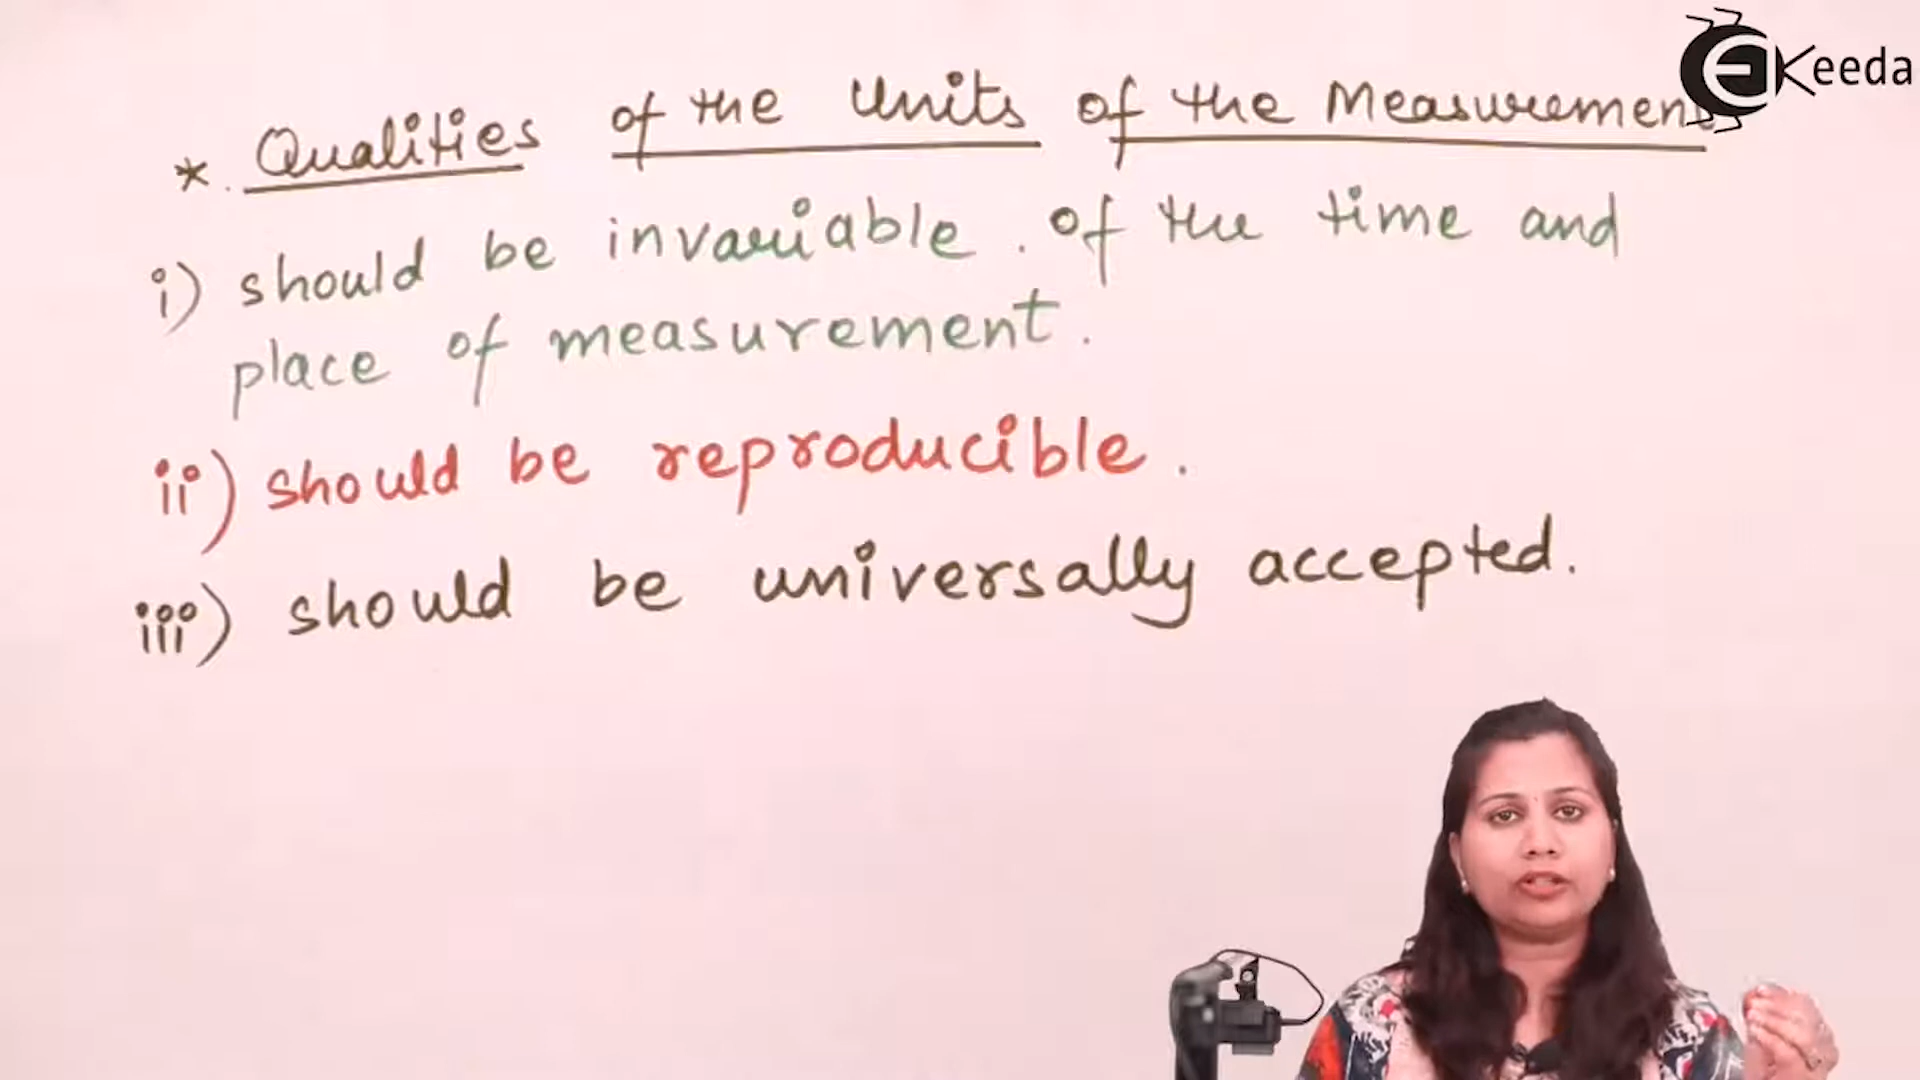 Ekeeda
* Qualities of the Units of the Measurement
i) should be invariable. of the time and
place of measurement.
ii) should be reproducible.
iii) should be universally accepted.